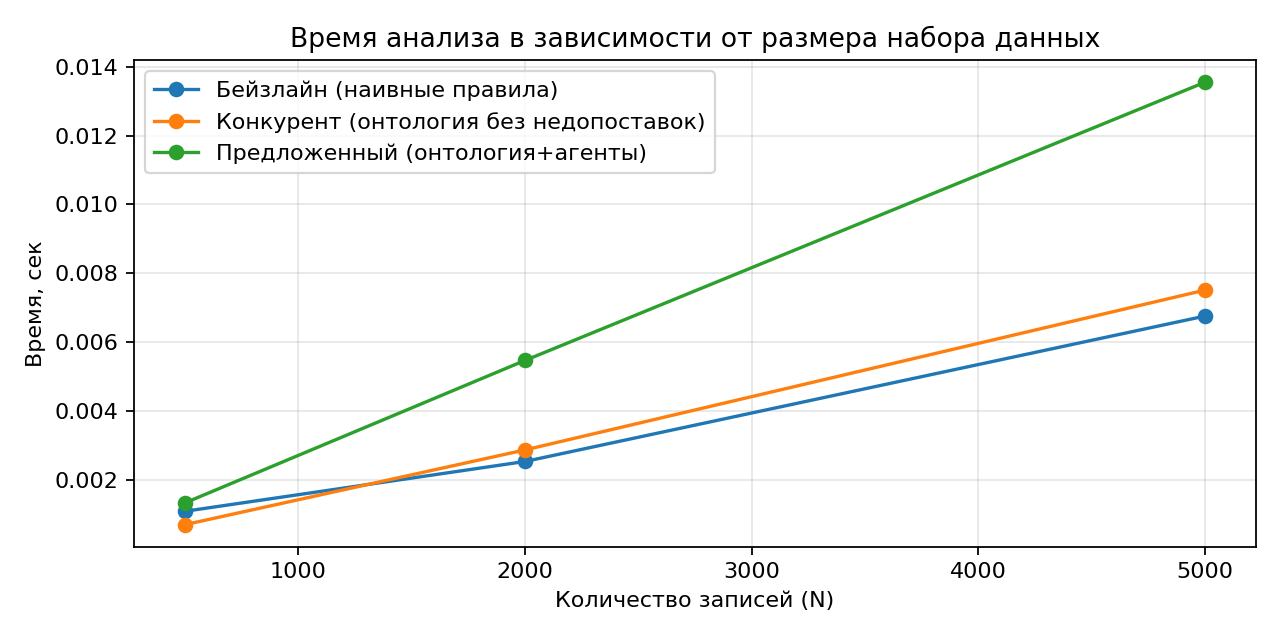 Время анализа в зависимости от размера набора данных
0.014
0.012
0.010
0.008
0.006
0.004
0.002
Время, сек
Бейзлайн (наивные правила)
Конкурент (онтология без недопоставок)
Предложенный (онтология+агенты)
1000 2000 3000 4000 5000
Количество записей (N)